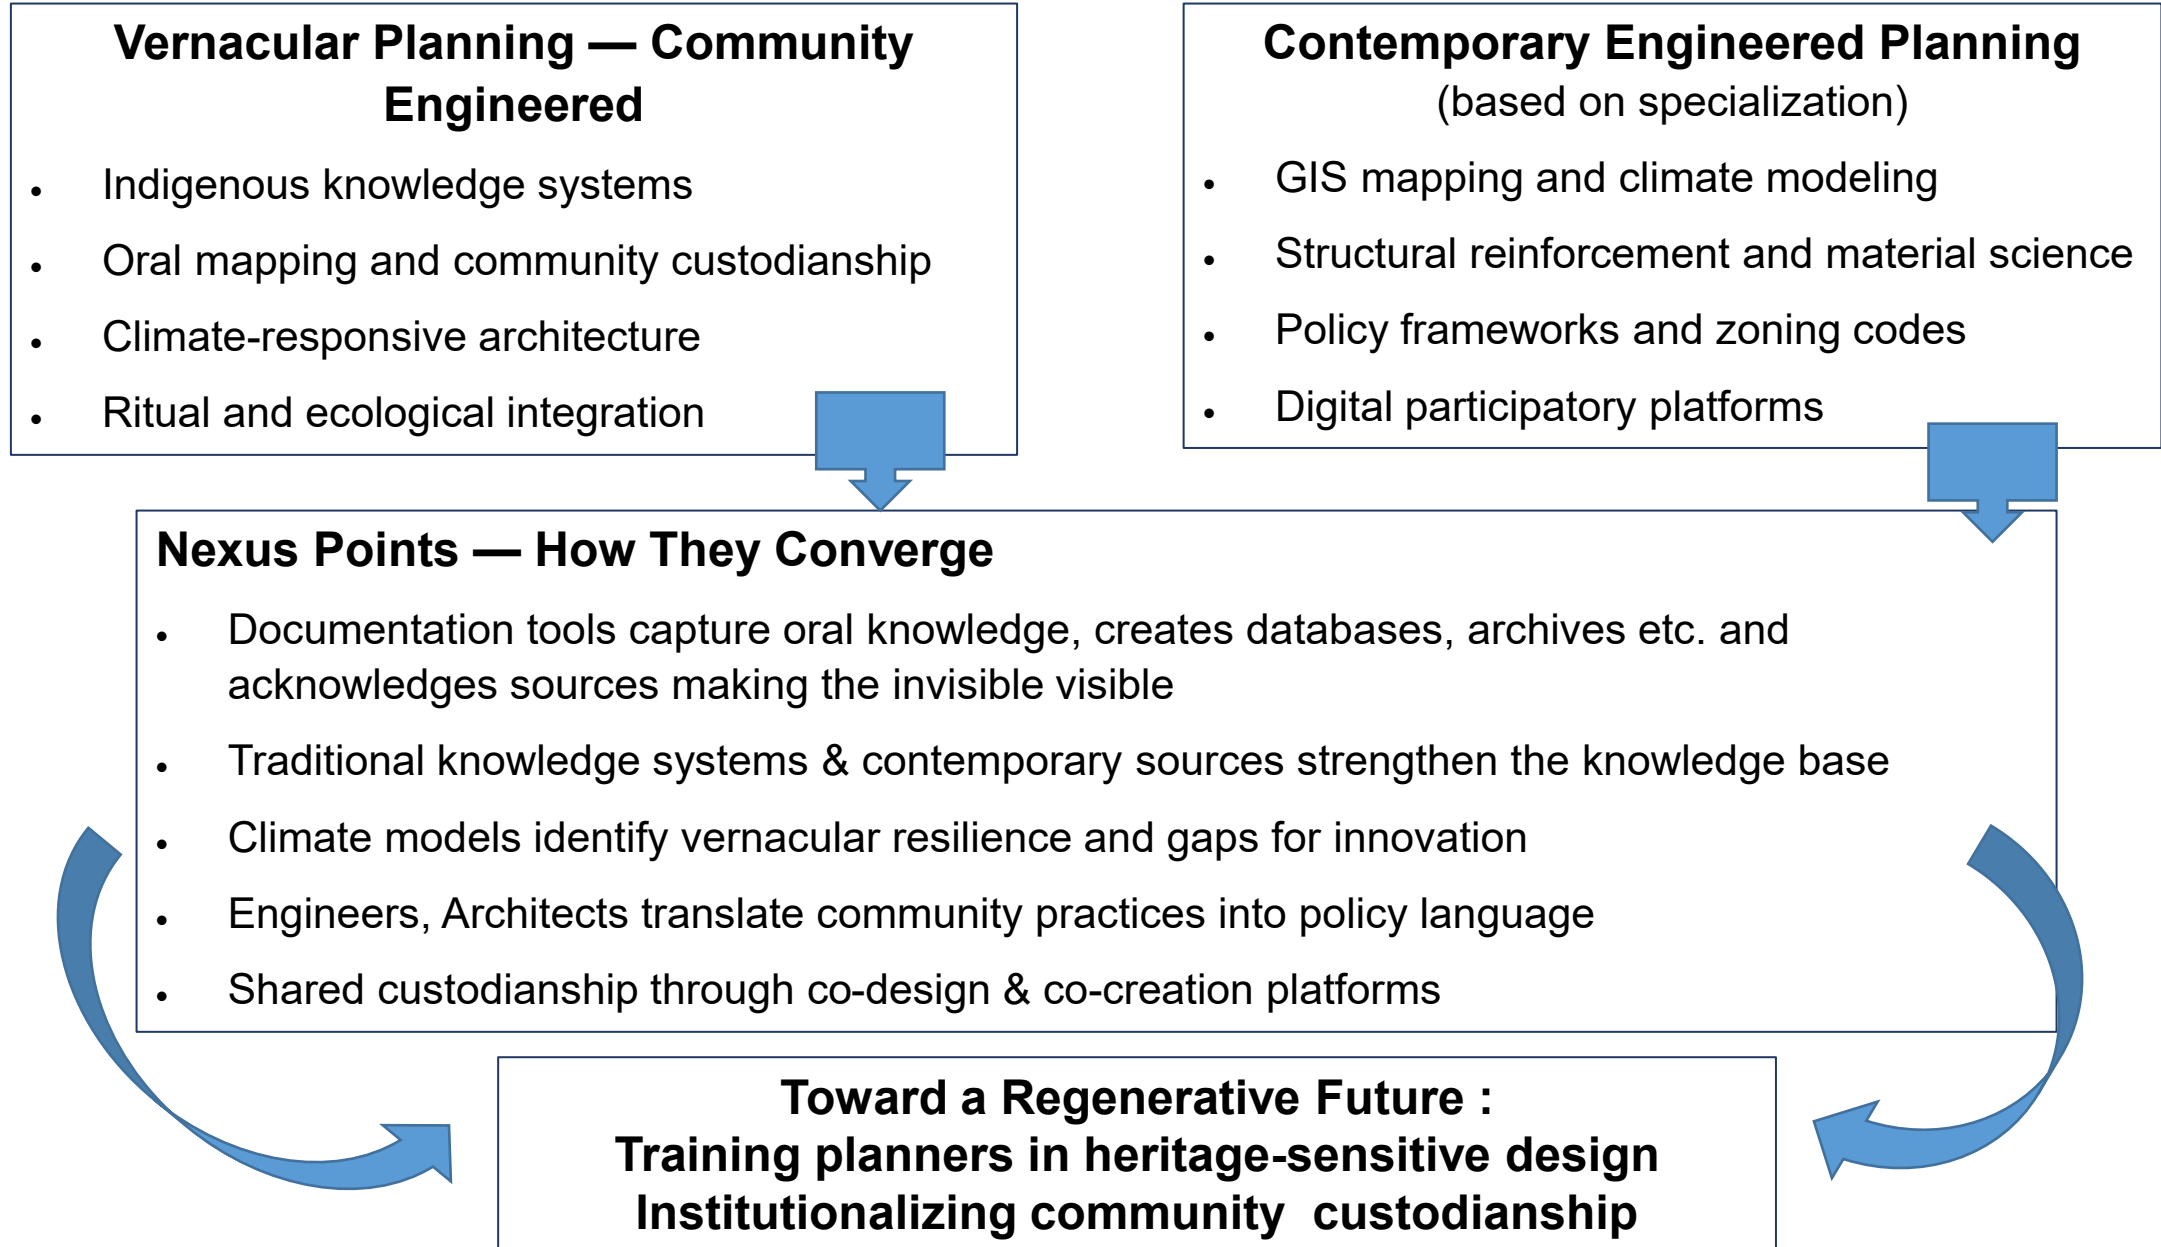 Vernacular Planning — Community
Engineered
• Indigenous knowledge systems
• Oral mapping and community custodianship
• Climate-responsive architecture
• Ritual and ecological integration
Contemporary Engineered Planning
(based on specialization)
• GIS mapping and climate modeling
• Structural reinforcement and material science
• Policy frameworks and zoning codes
• Digital participatory platforms
Nexus Points — How They Converge
• Documentation tools capture oral knowledge, creates databases, archives etc. and
acknowledges sources making the invisible visible
• Traditional knowledge systems & contemporary sources strengthen the knowledge base
• Climate models identify vernacular resilience and gaps for innovation
• Engineers, Architects translate community practices into policy language
• Shared custodianship through co-design & co-creation platforms
Toward a Regenerative Future :
Training planners in heritage-sensitive design
Institutionalizing community  custodianship